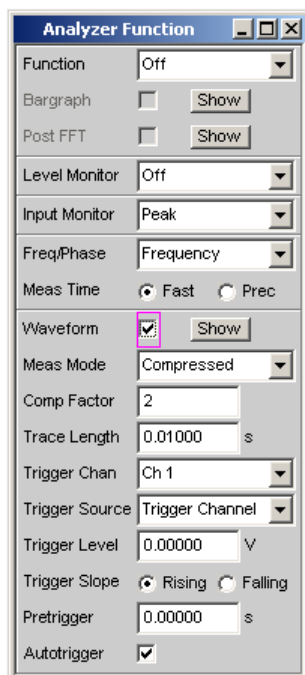 Analyzer Function
Function Off
Bargraph Show
Post FFT Show
Level Monitor Off
Input Monitor Peak
Freq/Phase Frequency
Meas Time Fast Prec
Waveform Show
Meas Mode Compressed
Comp Factor 2
Trace Length 0.01000 s
Trigger Chan Ch 1
Trigger Source Trigger Channel
Trigger Level 0.00000 V
Trigger Slope Rising Falling
Pretrigger 0.00000 s
Autotrigger